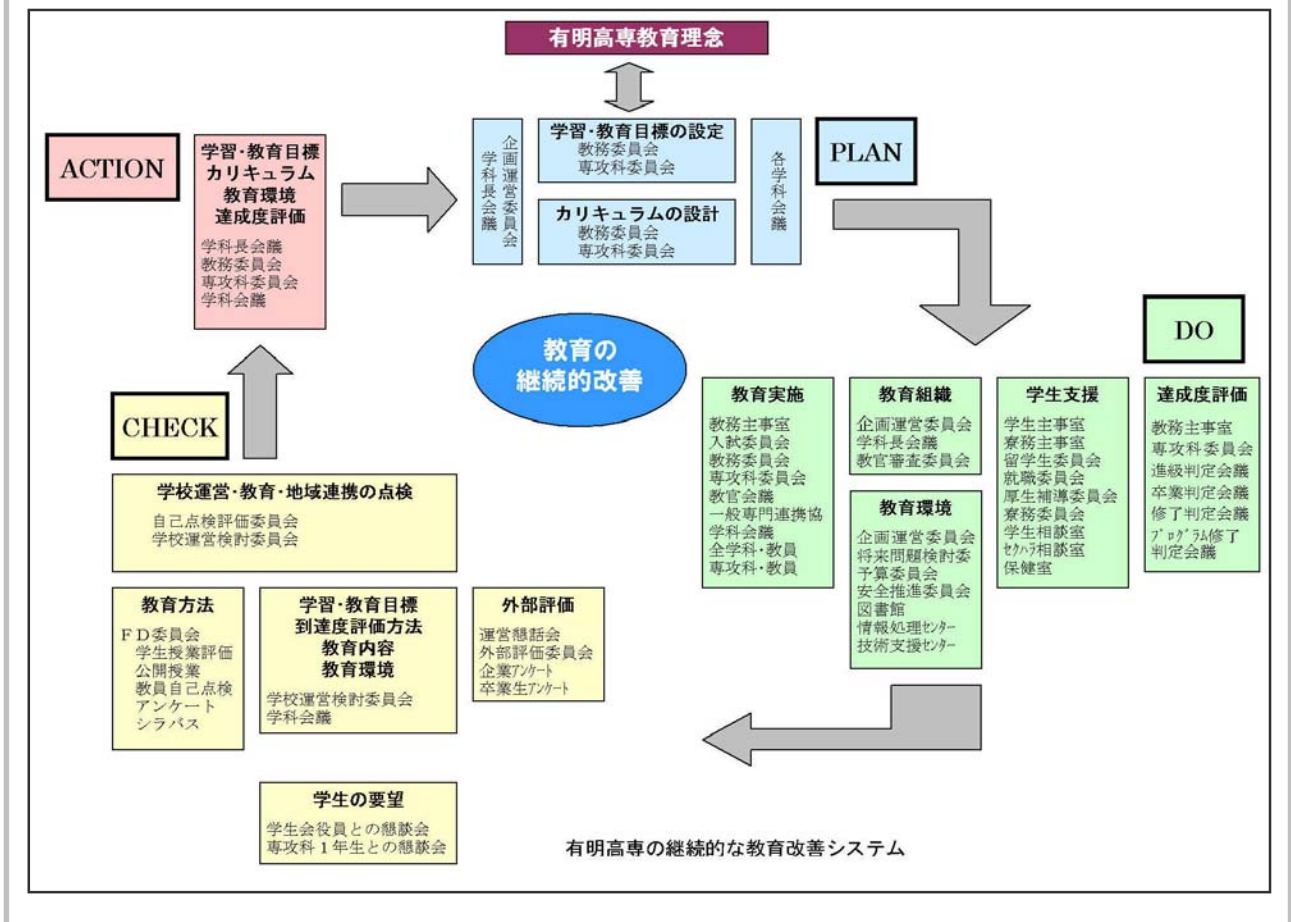 有明高専教育理念
ACTION
学習・教育目標
カリキュラム
教育環境
達成度評価
学科長会議
教務委員会
専攻科委員会
学科会議
企画運営委員会
学科長会議
学習・教育目標の設定
教務委員会
専攻科委員会
カリキュラムの設計
教務委員会
専攻科委員会
各学科会議
PLAN
教育の
継続的改善
DO
教育実施
教務主事室
入試委員会
教務委員会
専攻科委員会
教官会議
一般専門連携協
学科会議
全学科・教員
専攻科・教員
教育組織
企画運営委員会
学科長会議
教官審査委員会
教育環境
企画運営委員会
将来問題検討委
予算委員会
安全推進委員会
図書館
情報処理ｾﾝﾀｰ
技術支援ｾﾝﾀｰ
学生支援
学生主事室
寮務主事室
留学生委員会
就職委員会
厚生補導委員会
寮務委員会
学生相談室
ｾｸﾊﾗ相談室
保健室
達成度評価
教務主事室
専攻科委員会
進級判定会議
卒業判定会議
修了判定会議
ﾌﾟﾛｸﾞﾗﾑ修了
判定会議
CHECK
学校運営・教育・地域連携の点検
自己点検評価委員会
学校運営検討委員会
教育方法
ＦＤ委員会
学生授業評価
公開授業
教員自己点検
アンケート
シラバス
学習・教育目標
到達度評価方法
教育内容
教育環境
学校運営検討委員会
学科会議
外部評価
運営懇話会
外部評価委員会
企業ｱﾝｹｰﾄ
卒業生ｱﾝｹｰﾄ
学生の要望
学生会役員との懇談会
専攻科１年生との懇談会
有明高専の継続的な教育改善システム